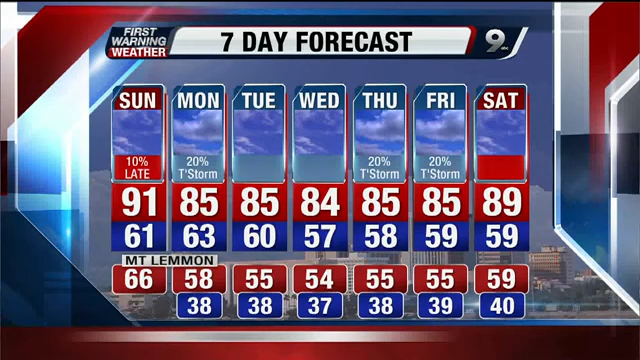 FIRST
WARNING
WEATHER
7 DAY FORECAST
9 abc
SUN MON TUE WED THU FRI SAT
10% 20% 20% 20%
LATE T'Storm T'Storm T'Storm
91 85 85 84 85 85 89
61 63 60 57 58 59 59
MT LEMMON
66 58 55 54 55 55 59
38 38 37 38 39 40